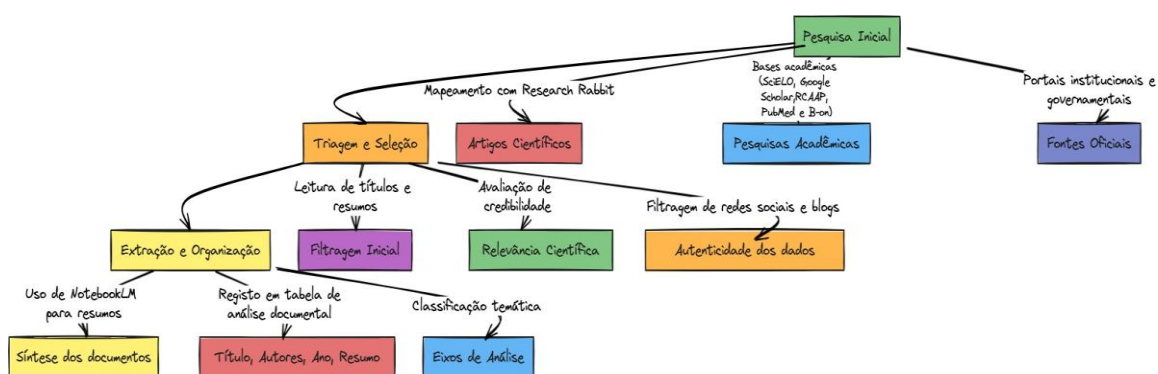 Pesquisa Inicial
Bases acadêmicas
(SciELO, Google
Scholar,RCAAP,
PubMed e B-on)
Portais institucionais e
governamentais
Mapeamento com Research Rabbit
Triagem e Seleção
Artigos Científicos
Pesquisas Acadêmicas
Fontes Oficiais
Leitura de títulos e
resumos
Avaliação de
credibilidade
Filtragem de redes sociais e blogs
Extração e Organização
Filtragem Inicial
Relevância Científica
Autenticidade dos dados
Uso de NotebookLM
para resumos
Registo em tabela de
análise documental
Classificação temática
Síntese dos documentos
Título, Autores, Ano, Resumo
Eixos de Análise